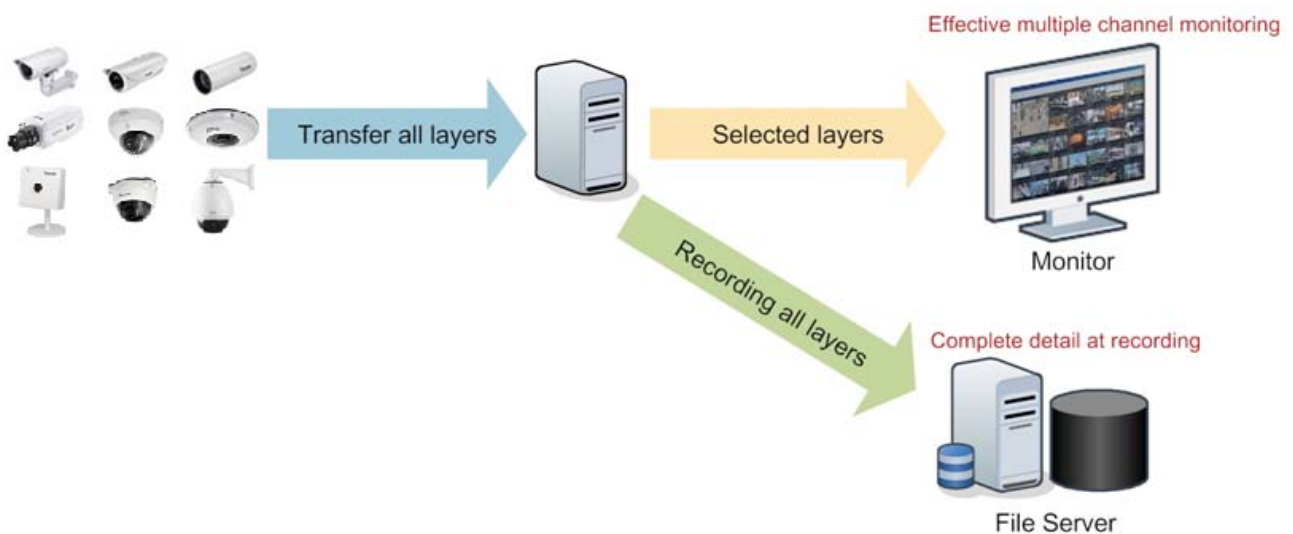 Effective multiple channel monitoring
Transfer all layers
Selected layers
Monitor
Recording all layers
Complete detail at recording
File Server